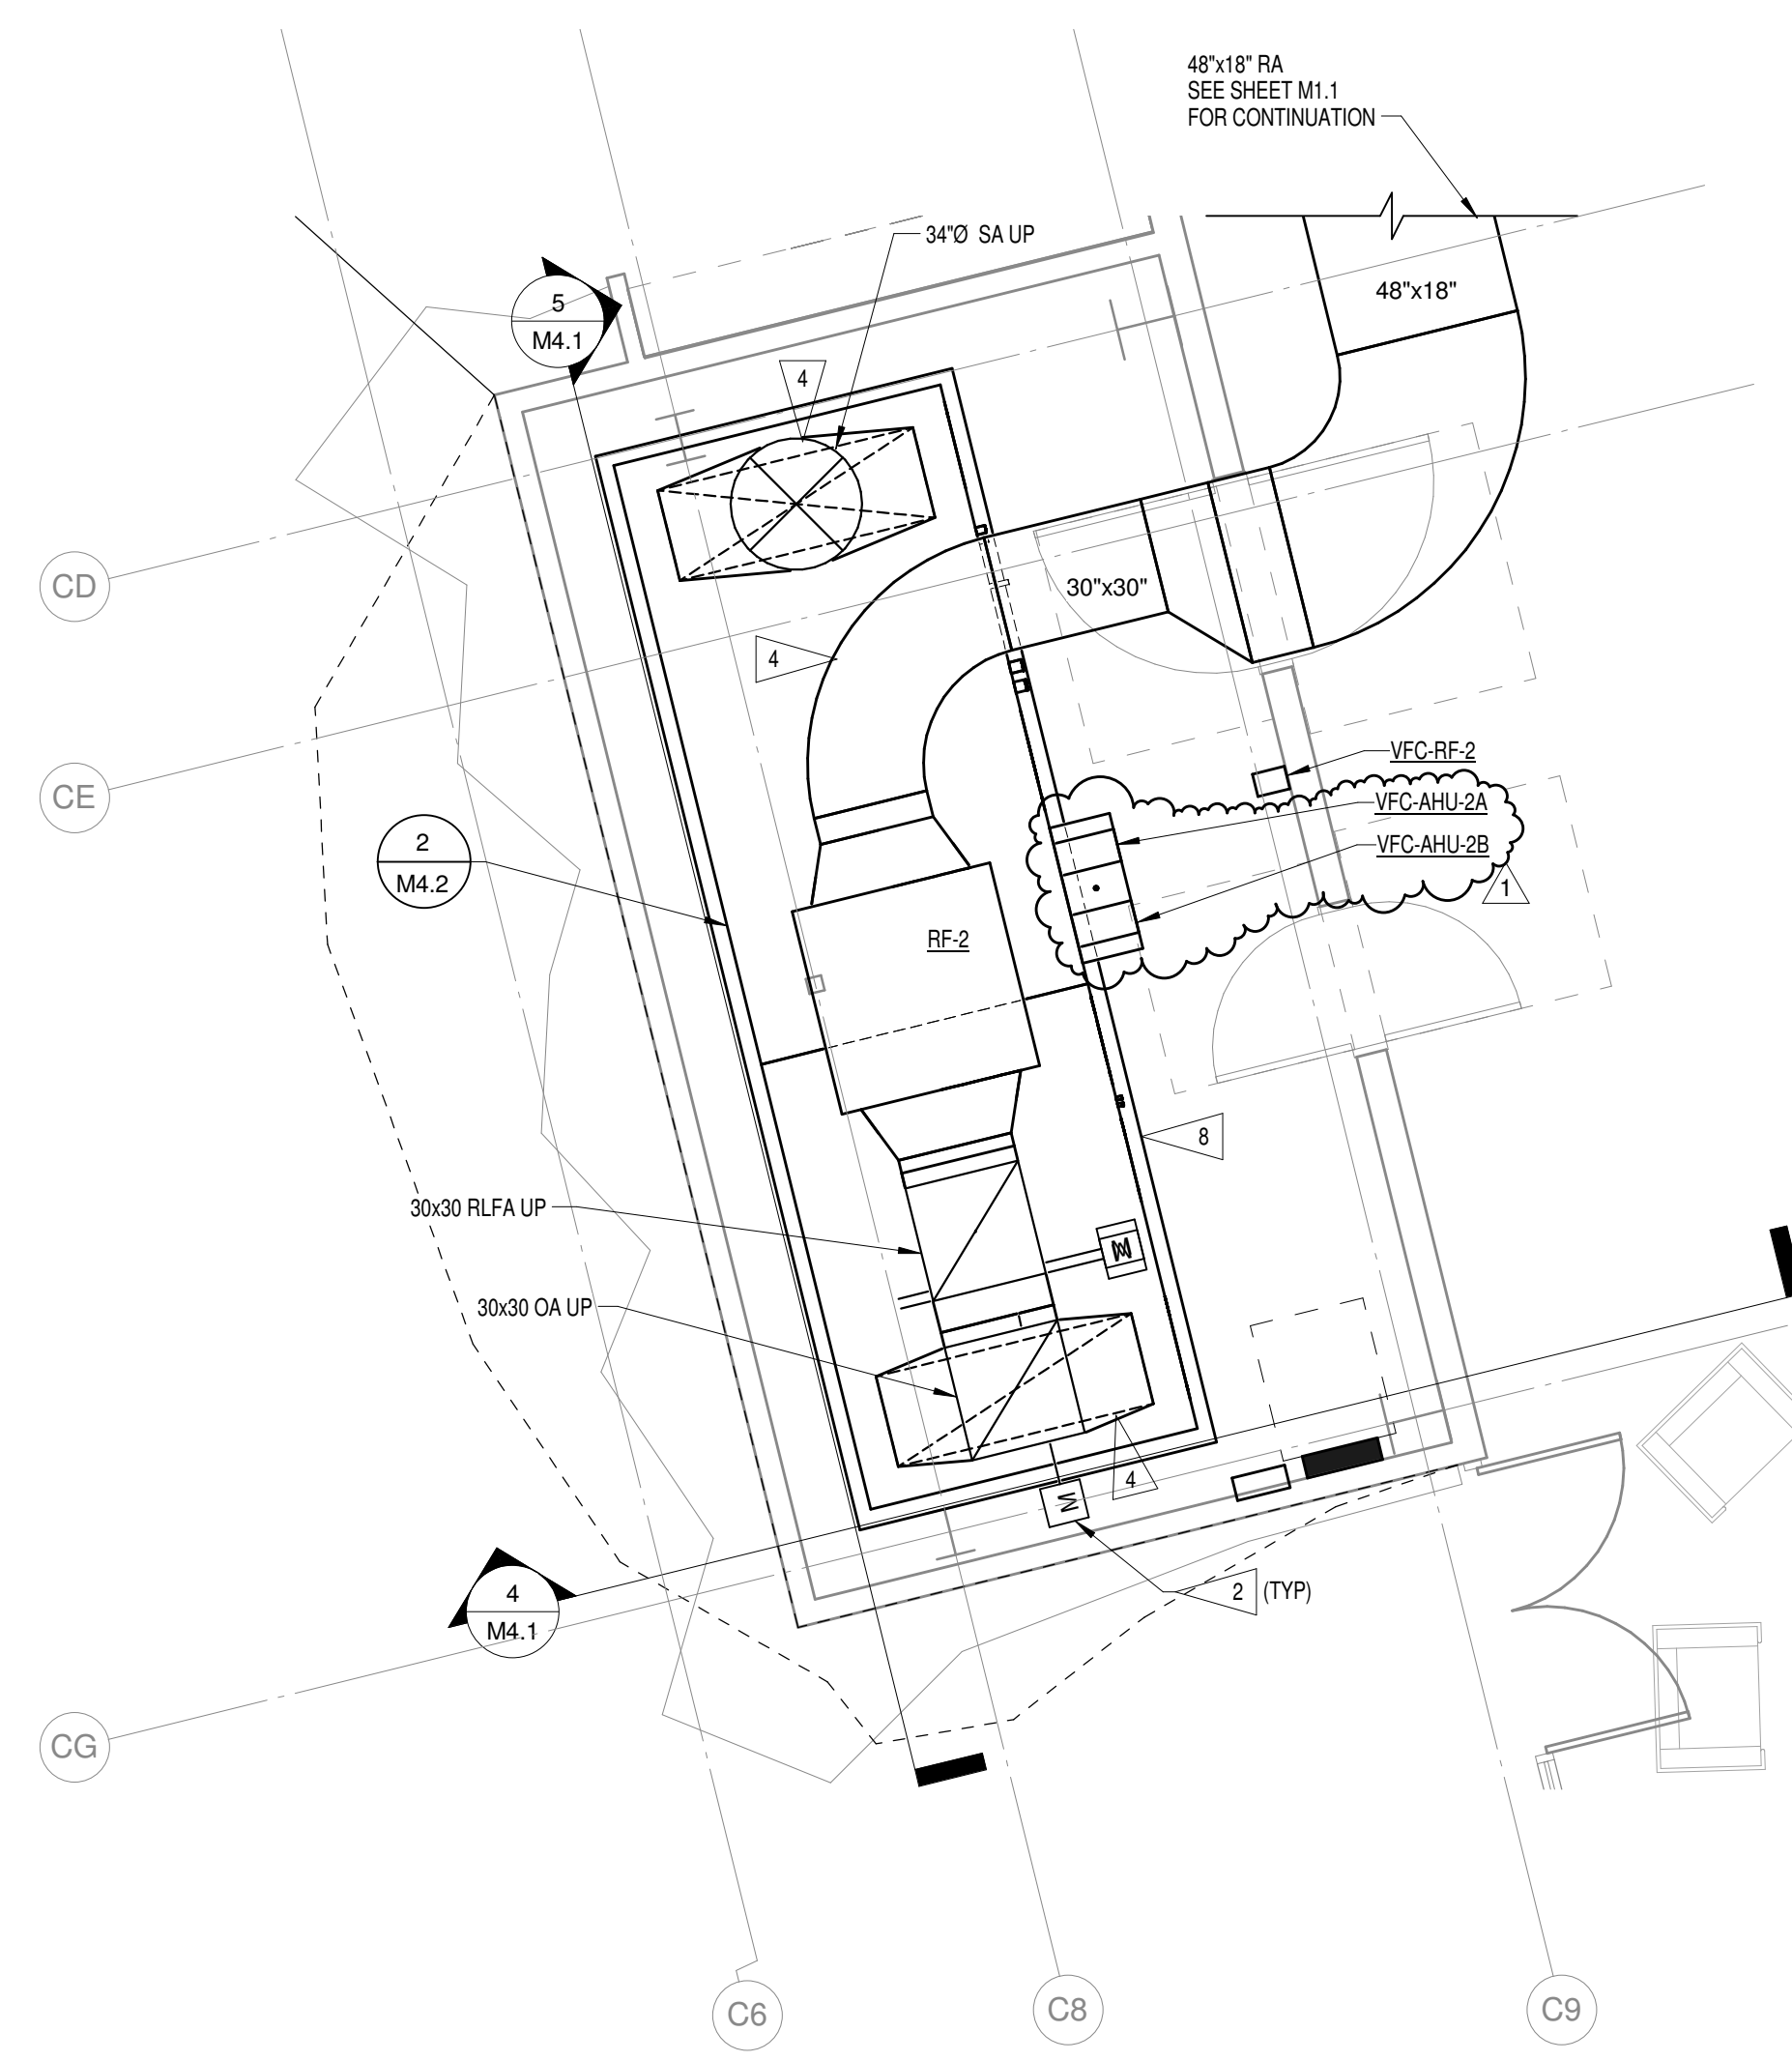 48"x18" RA
SEE SHEET M1.1
FOR CONTINUATION
34"Ø SA UP
48"x18"
5
M4.1
4
CD
30"x30"
4
VFC-RF-2
CE
VFC-AHU-2A
2
M4.2
VFC-AHU-2B
1
RF-2
8
30x30 RLFA UP
M
30x30 OA UP
4
M
2 (TYP)
4
M4.1
CG
C6
C8
C9